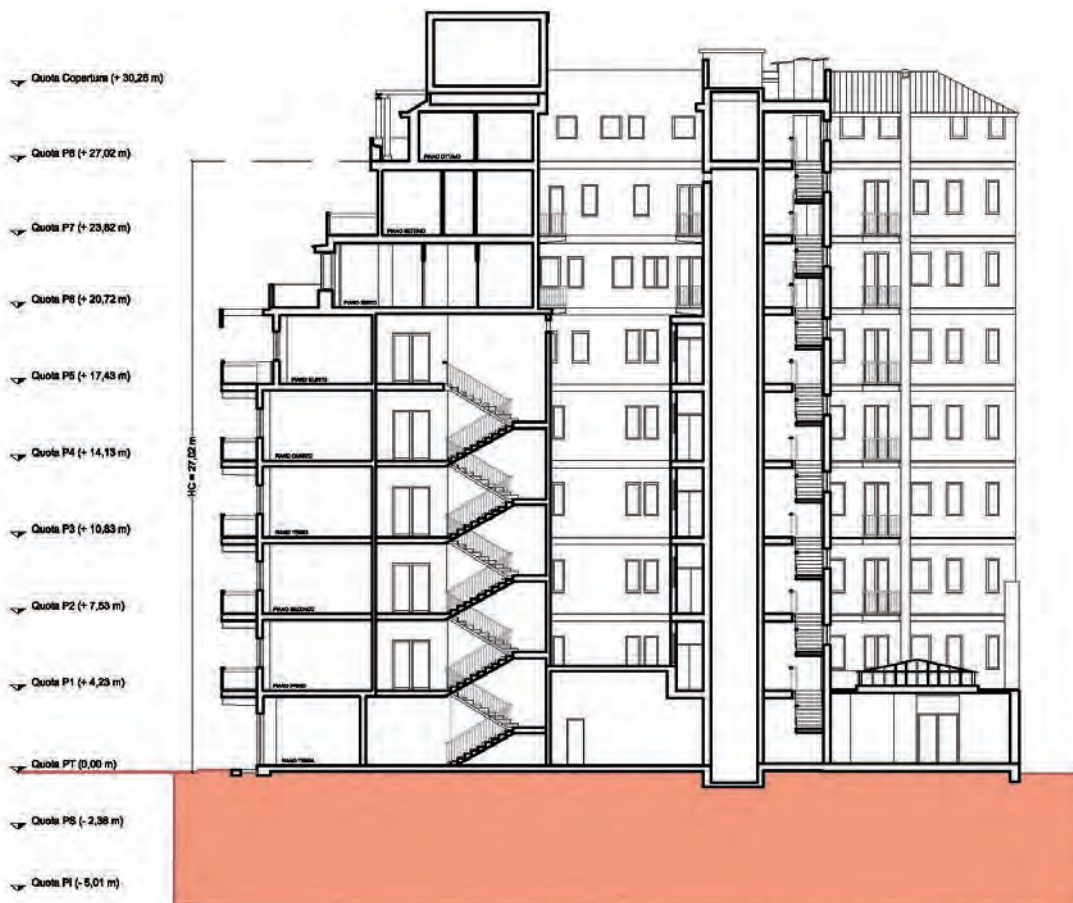 Quota Copertura (+ 30,26 m)
Quota P8 (+ 27,02 m)
PIANO OTTAVO
Quota P7 (+ 23,82 m)
PIANO SETTIMO
Quota P6 (+ 20,72 m)
PIANO SESTO
Quota P5 (+ 17,43 m)
PIANO QUINTO
HC = 27,02 m
Quota P4 (+ 14,13 m)
PIANO QUARTO
Quota P3 (+ 10,83 m)
PIANO TERZO
Quota P2 (+ 7,53 m)
PIANO SECONDO
Quota P1 (+ 4,23 m)
PIANO PRIMO
Quota PT (0,00 m)
PIANO TERRA
Quota PS (- 2,36 m)
Quota PI (- 5,01 m)